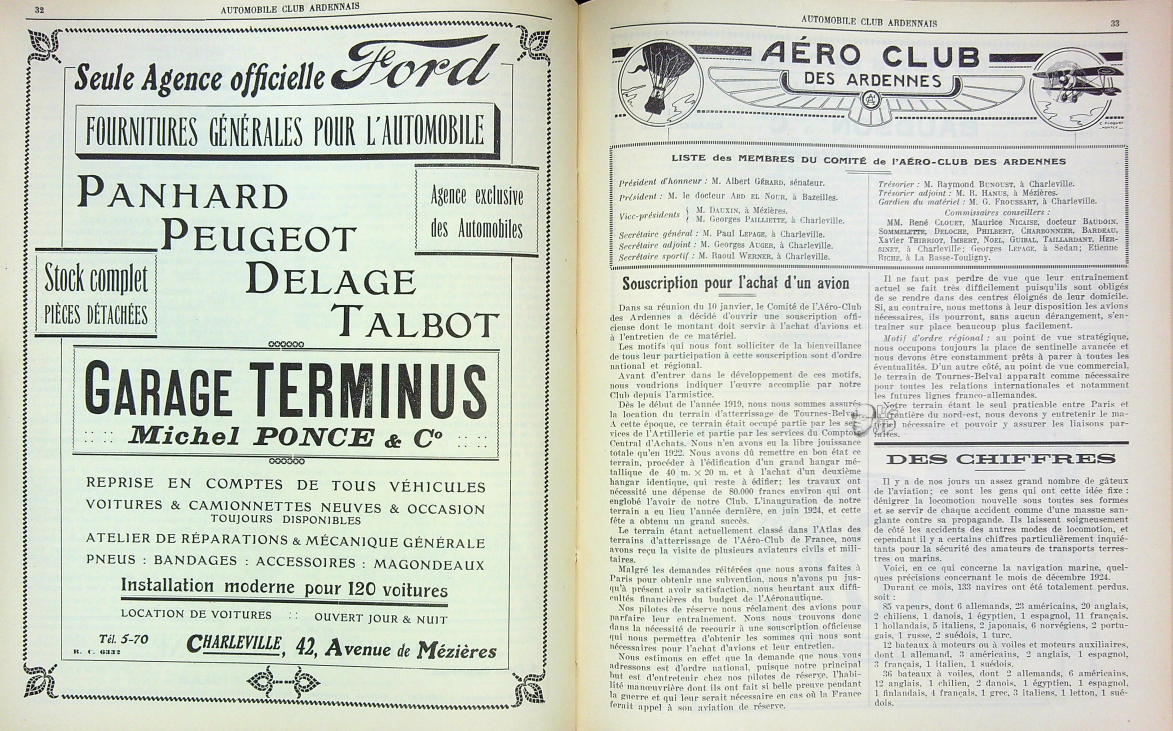 32
AUTOMOBILE CLUB ARDENNAIS
Seule Agence officielle Ford
FOURNITURES GÉNÉRALES POUR L'AUTOMOBILE
PANHARD
Agence exclusive
des Automobiles
PEUGEOT
Stock complet
PIÈCES DÉTACHÉES
DELAGE
TALBOT
GARAGE TERMINUS
Michel PONCE & Co
REPRISE EN COMPTES DE TOUS VÉHICULES
VOITURES & CAMIONNETTES NEUVES & OCCASION
TOUJOURS DISPONIBLES
ATELIER DE RÉPARATIONS & MÉCANIQUE GÉNÉRALE
PNEUS : BANDAGES : ACCESSOIRES : MAGONDEAUX
Installation moderne pour 120 voitures
LOCATION DE VOITURES :: OUVERT JOUR & NUIT
Tél. 5-70
R. C. 6332
CHARLEVILLE, 42, Avenue de Mézières
AUTOMOBILE CLUB ARDENNAIS
33
AÉRO CLUB
DES ARDENNES
LISTE des MEMBRES DU COMITÉ de l'AÉRO-CLUB DES ARDENNES
Président d'honneur : M. Albert GÉRARD, sénateur.
Président : M. le docteur ABD EL NOUR, à Bazeilles.
Vice-présidents { M. DAUXIN, à Mézières.
M. Georges PAILLIETTE, à Charleville.
Secrétaire général : M. Paul LEPAGE, à Charleville.
Secrétaire adjoint : M. Georges AUGER, à Charleville.
Secrétaire sportif : M. Raoul WERNER, à Charleville.
Trésorier : M. Raymond BUNOUST, à Charleville.
Trésorier adjoint : M. R. HANUS, à Mézières.
Gardien du matériel : M. G. FROUSSART, à Charleville.
Commissaires conseillers :
MM. René CLOUET, Maurice NICAISE, docteur BAUDOIN,
SOMMELETTE, DELOCHE, PHILBERT, CHARBONNIER, BARDEAU,
Xavier THIRRIOT, IMBERT, NOEL, GUIBAL, TAILLARDANT, HER-
BINET, à Charleville; Georges LEPAGE, à Sedan; Etienne
RICHE, à La Basse-Touligny.
Souscription pour l'achat d'un avion
Dans sa réunion du 10 janvier, le Comité de l'Aéro-Club
des Ardennes a décidé d'ouvrir une souscription offi-
cieuse dont le montant doit servir à l'achat d'avions et
à l'entretien de ce matériel.
Les motifs qui nous font solliciter de la bienveillance
de tous leur participation à cette souscription sont d'ordre
national et régional.
Avant d'entrer dans le développement de ces motifs,
nous voudrions indiquer l'œuvre accomplie par notre
Club depuis l'armistice.
Dès le début de l'année 1919, nous nous sommes assurés
la location du terrain d'atterrissage de Tournes-Belval
A cette époque, ce terrain était occupé partie par les ser-
vices de l'Artillerie et partie par les services du Comptoir
Central d'Achats. Nous n'en avons eu la libre jouissance
totale qu'en 1922. Nous avons dû remettre en bon état ce
terrain, procéder à l'édification d'un grand hangar mé-
tallique de 40 m. × 20 m. et à l'achat d'un deuxième
hangar identique, qui reste à édifier; les travaux ont
nécessité une dépense de 80.000 francs environ qui ont
englobé l'avoir de notre Club. L'inauguration de notre
terrain a eu lieu l'année dernière, en juin 1924, et cette
fête a obtenu un grand succès.
Le terrain étant actuellement classé dans l'Atlas des
terrains d'atterrissage de l'Aéro-Club de France, nous
avons reçu la visite de plusieurs aviateurs civils et mili-
taires.
Malgré les demandes réitérées que nous avons faites à
Paris pour obtenir une subvention, nous n'avons pu jus-
qu'à présent avoir satisfaction, nous heurtant aux diffi-
cultés financières du budget de l'Aéronautique.
Nos pilotes de réserve nous réclament des avions pour
parfaire leur entraînement. Nous nous trouvons donc
dans la nécessité de recourir à une souscription officieuse
qui nous permettra d'obtenir les sommes qui nous sont
nécessaires pour l'achat d'avions et leur entretien.
Nous estimons en effet que la demande que nous vous
adressons est d'ordre national, puisque notre principal
but est d'entretenir chez nos pilotes de réserve, l'habi-
lité manœuvrière dont ils ont fait si belle preuve pendant
la guerre et qui leur serait nécessaire en cas où la France
ferait appel à son aviation de réserve.
Il ne faut pas perdre de vue que leur entraînement
actuel se fait très difficilement puisqu'ils sont obligés
de se rendre dans des centres éloignés de leur domicile.
Si, au contraire, nous mettons à leur disposition les avions
nécessaires, ils pourront, sans aucun dérangement, s'en-
traîner sur place beaucoup plus facilement.
Motif d'ordre régional : au point de vue stratégique,
nous occupons toujours la place de sentinelle avancée et
nous devons être constamment prêts à parer à toutes les
éventualités. D'un autre côté, au point de vue commercial,
le terrain de Tournes-Belval apparaît comme nécessaire
pour toutes les relations internationales et notamment
les futures lignes franco-allemandes.
Notre terrain étant le seul praticable entre Paris et
frontière du nord-est, nous devons y entretenir le ma-
nécessaire et pouvoir y assurer les liaisons par-
faites.
DES CHIFFRES
Il y a de nos jours un assez grand nombre de gâteux
de l'aviation; ce sont les gens qui ont cette idée fixe :
dénigrer la locomotion nouvelle sous toutes ses formes
et se servir de chaque accident comme d'une massue san-
glante contre sa propagande. Ils laissent soigneusement
de côté les accidents des autres modes de locomotion, et
cependant il y a certains chiffres particulièrement inquié-
tants pour la sécurité des amateurs de transports terres-
tres ou marins.
Voici, en ce qui concerne la navigation marine, quel-
ques précisions concernant le mois de décembre 1924.
Durant ce mois, 133 navires ont été totalement perdus,
soit :
85 vapeurs, dont 6 allemands, 23 américains, 20 anglais,
2 chiliens, 1 danois, 1 égyptien, 1 espagnol, 11 français,
1 hollandais, 5 italiens, 2 japonais, 6 norvégiens, 2 portu-
gais, 1 russe, 2 suédois, 1 turc.
12 bateaux à moteurs ou à voiles et moteurs auxiliaires,
dont 1 allemand, 3 américains, 2 anglais, 1 espagnol,
3 français, 1 italien, 1 suédois.
36 bateaux à voiles, dont 2 allemands, 6 américains,
12 anglais, 1 chilien, 2 danois, 1 égyptien, 1 espagnol,
1 finlandais, 4 français, 1 grec, 3 italiens, 1 letton, 1 sué-
dois.